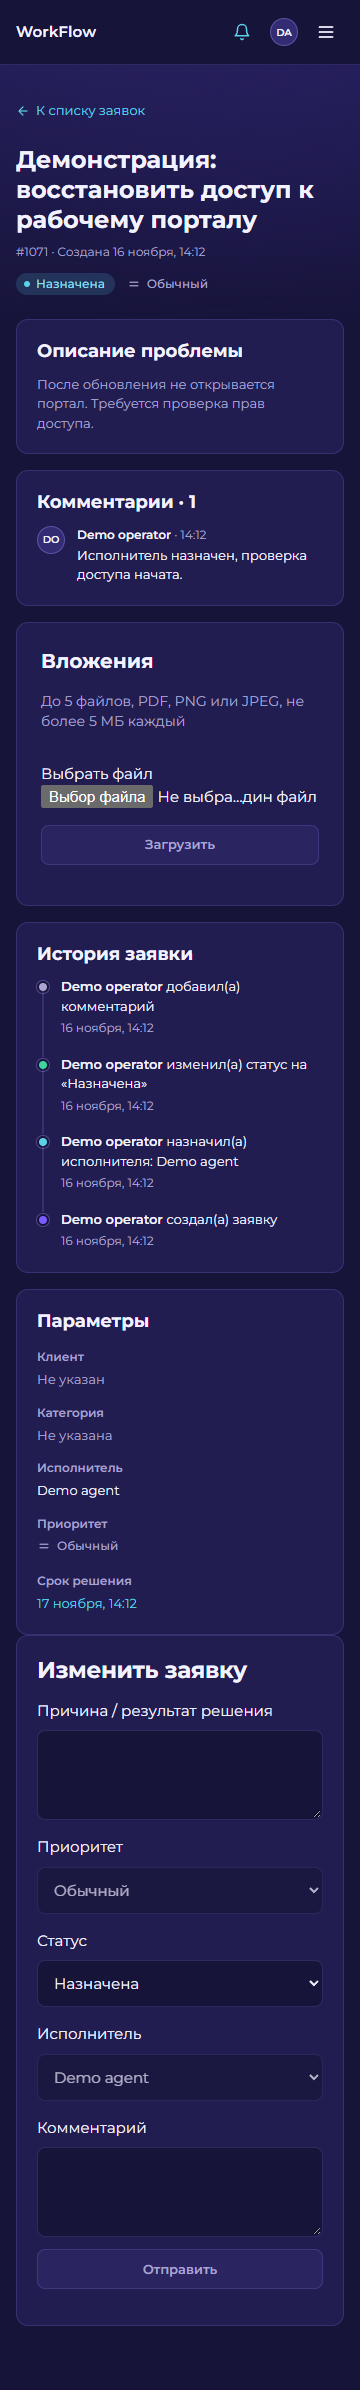 WorkFlow
DA
← К списку заявок
Демонстрация:
восстановить доступ к
рабочему порталу
#1071 · Создана 16 ноября, 14:12
Назначена
Обычный
Описание проблемы
После обновления не открывается
портал. Требуется проверка прав
доступа.
Комментарии · 1
DO
Demo operator · 14:12
Исполнитель назначен, проверка
доступа начата.
Вложения
До 5 файлов, PDF, PNG или JPEG, не
более 5 МБ каждый
Выбрать файл
Выбор файла Не выбра...дин файл
Загрузить
История заявки
Demo operator добавил(а)
комментарий
16 ноября, 14:12
Demo operator изменил(а) статус на
«Назначена»
16 ноября, 14:12
Demo operator назначил(а)
исполнителя: Demo agent
16 ноября, 14:12
Demo operator создал(а) заявку
16 ноября, 14:12
Параметры
Клиент
Не указан
Категория
Не указана
Исполнитель
Demo agent
Приоритет
Обычный
Срок решения
17 ноября, 14:12
Изменить заявку
Причина / результат решения
Приоритет
Обычный
Статус
Назначена
Исполнитель
Demo agent
Комментарий
Отправить